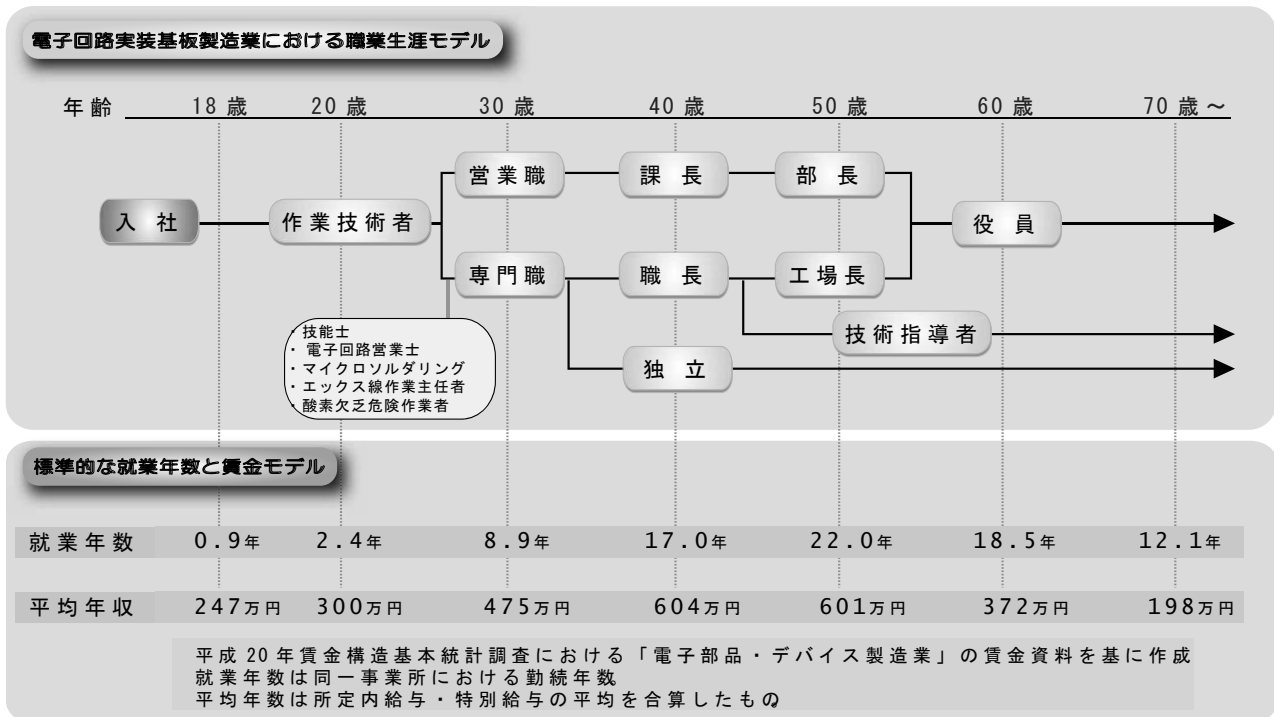 電子回路実装基板製造業における職業生涯モデル
年齢 18歳 20歳 30歳 40歳 50歳 60歳 70歳～
営業職 課長 部長
入社 作業技術者 役員
専門職 職長 工場長
・技能士
・電子回路営業士
・マイクロソルダリング
・エックス線作業主任者
・酸素欠乏危険作業者
技術指導者
独立
標準的な就業年数と賃金モデル
就業年数 0.9年 2.4年 8.9年 17.0年 22.0年 18.5年 12.1年
平均年収 247万円 300万円 475万円 604万円 601万円 372万円 198万円
平成20年賃金構造基本統計調査における「電子部品・デバイス製造業」の賃金資料を基に作成
就業年数は同一事業所における勤続年数
平均年数は所定内給与・特別給与の平均を合算したもの